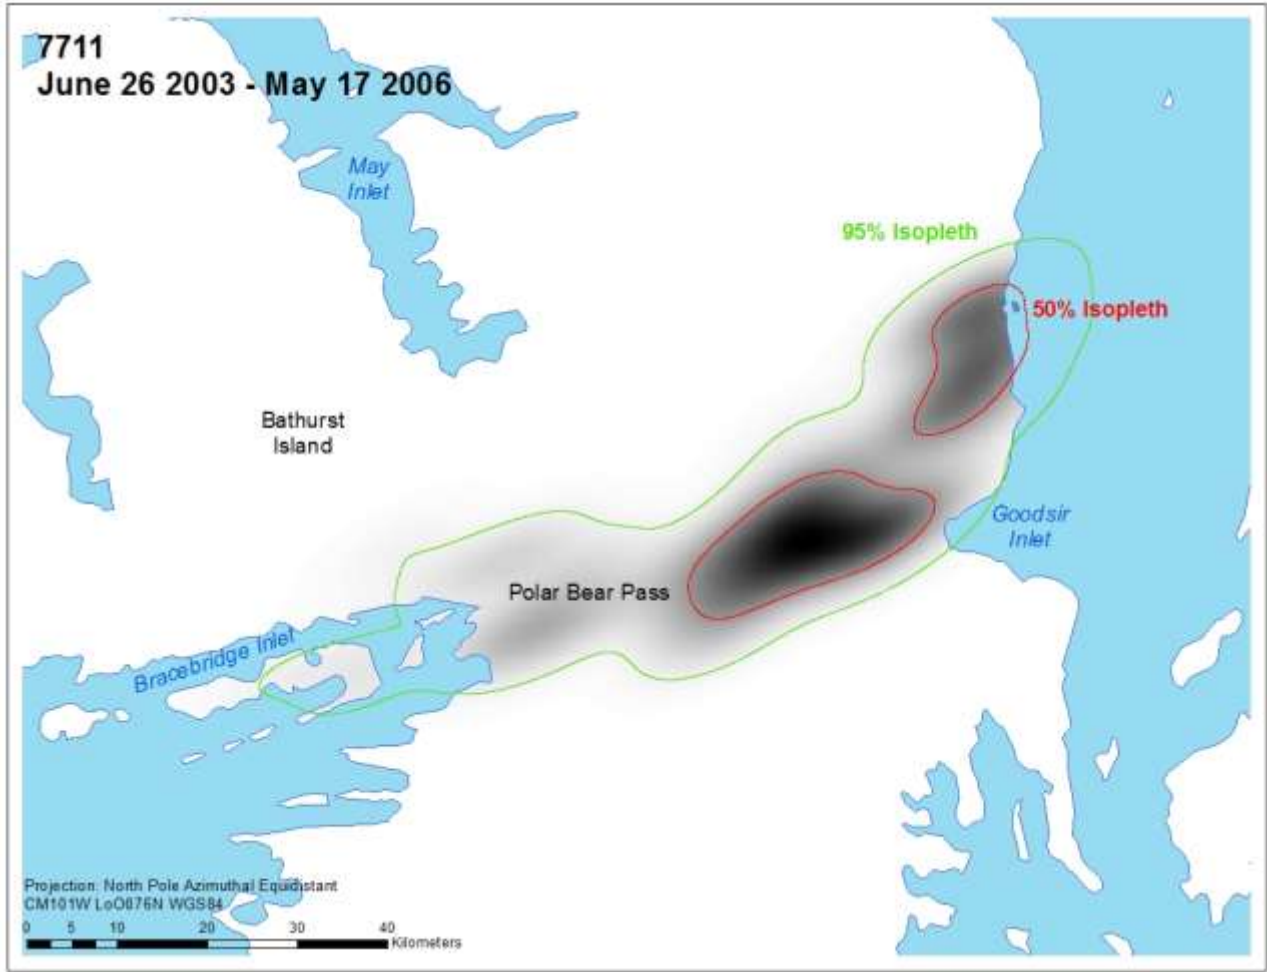 7711
June 26 2003 - May 17 2006
May
Inlet
95% Isopleth
50% Isopleth
Bathurst
Island
Goodsir
Inlet
Polar Bear Pass
Bracebridge Inlet
Projection: North Pole Azimuthal Equidistant
CM101W LoO076N WGS84
0 5 10 20 30 40
Kilometers